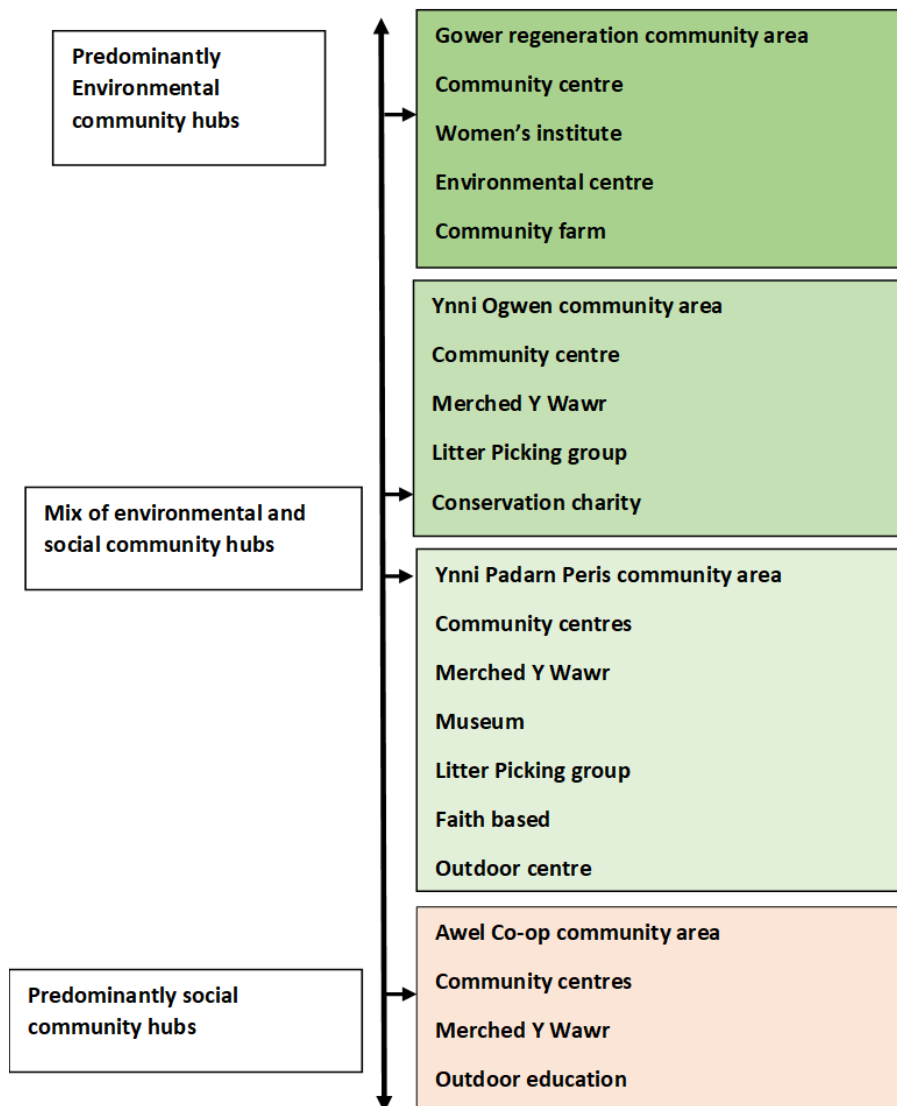 Predominantly
Environmental
community hubs
Gower regeneration community area
Community centre
Women’s institute
Environmental centre
Community farm
Ynni Ogwen community area
Community centre
Merched Y Wawr
Litter Picking group
Conservation charity
Mix of environmental and
social community hubs
Ynni Padarn Peris community area
Community centres
Merched Y Wawr
Museum
Litter Picking group
Faith based
Outdoor centre
Predominantly social
community hubs
Awel Co-op community area
Community centres
Merched Y Wawr
Outdoor education